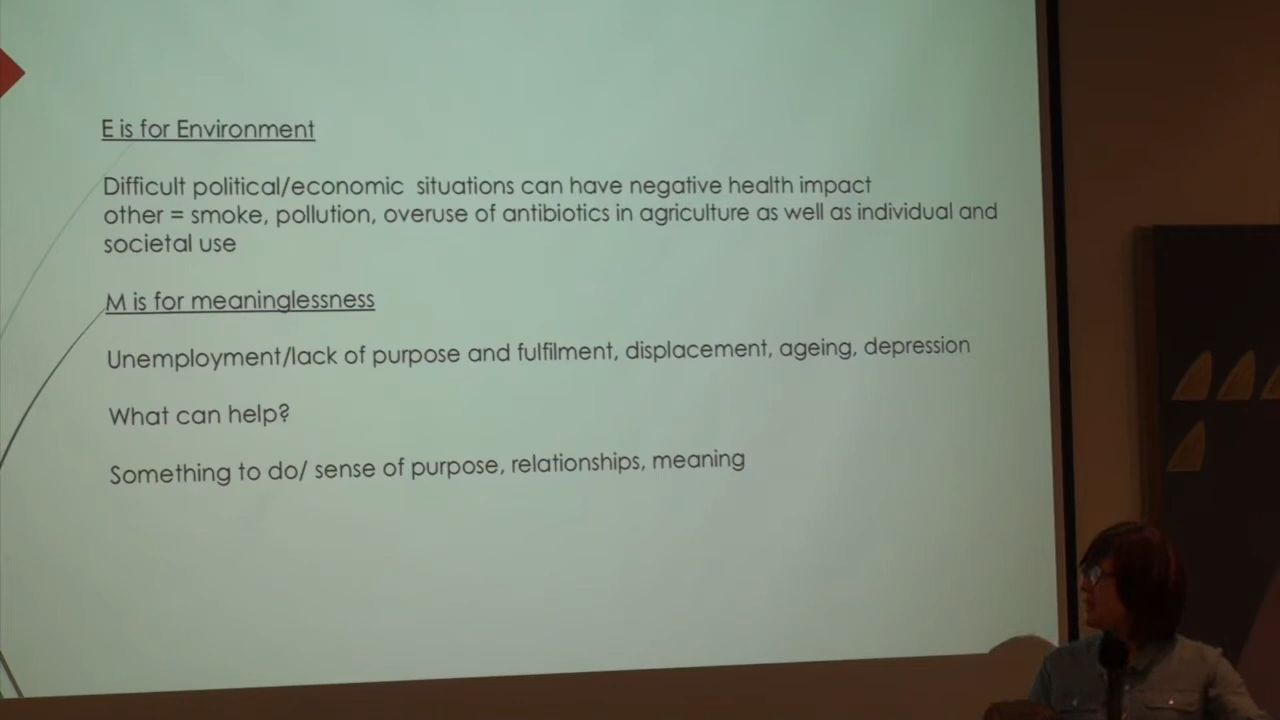 E is for Environment
Difficult political/economic situations can have negative health impact
other = smoke, pollution, overuse of antibiotics in agriculture as well as individual and
societal use
M is for meaninglessness
Unemployment/lack of purpose and fulfilment, displacement, ageing, depression
What can help?
Something to do/ sense of purpose, relationships, meaning